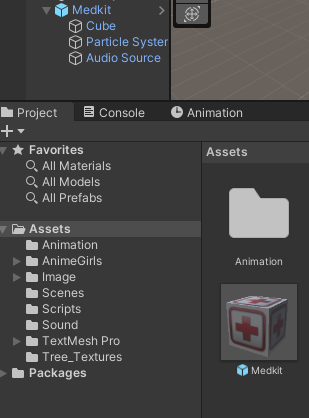 Medkit
Cube
Particle Syster
Audio Source
Project
Console
Animation
Favorites
All Materials
All Models
All Prefabs
Assets
Animation
AnimeGirls
Image
Scenes
Scripts
Sound
TextMesh Pro
Tree_Textures
Packages
Assets
Animation
Medkit